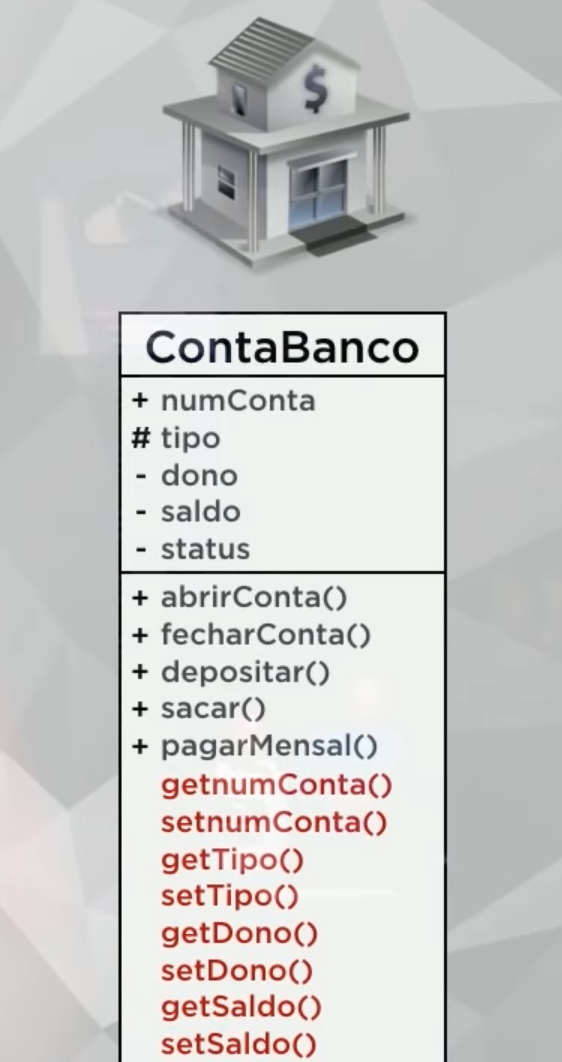 $
ContaBanco
+ numConta
# tipo
- dono
- saldo
- status
+ abrirConta()
+ fecharConta()
+ depositar()
+ sacar()
+ pagarMensal()
getnumConta()
setnumConta()
getTipo()
setTipo()
getDono()
setDono()
getSaldo()
setSaldo()